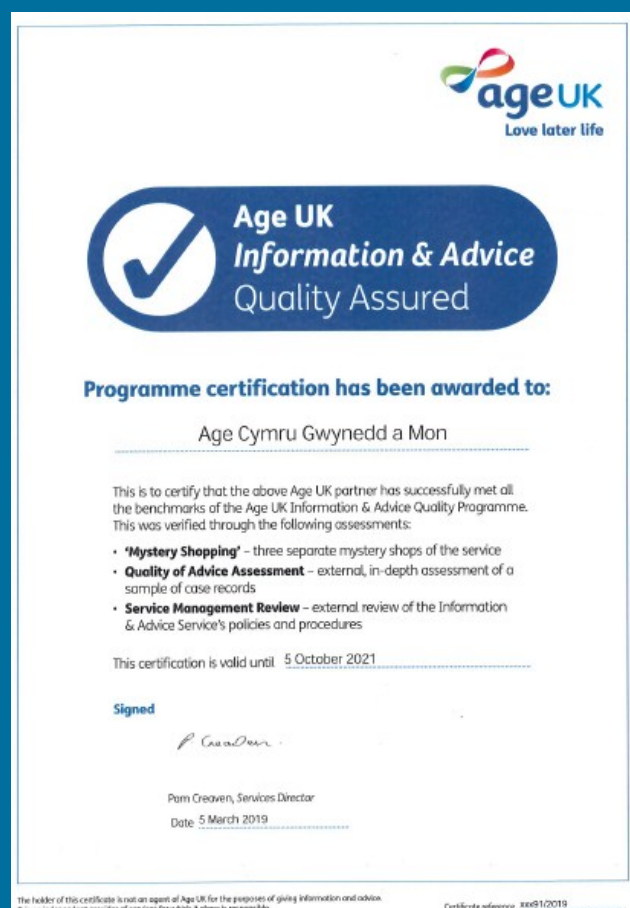 ageUK
Love later life
Age UK
Information & Advice
Quality Assured
Programme certification has been awarded to:
Age Cymru Gwynedd a Mon
This is to certify that the above Age UK partner has successfully met all
the benchmarks of the Age UK Information & Advice Quality Programme.
This was verified through the following assessments:
• 'Mystery Shopping' – three separate mystery shops of the service
• Quality of Advice Assessment – external, in-depth assessment of a
sample of case records
• Service Management Review – external review of the Information
& Advice Service's policies and procedures
This certification is valid until 5 October 2021
Signed
P. Creaven.
Pam Creaven, Services Director
Date 5 March 2019
The holder of this certificate is not an agent of Age UK for the purposes of giving information and advice.
Certificate reference xxx91/2019